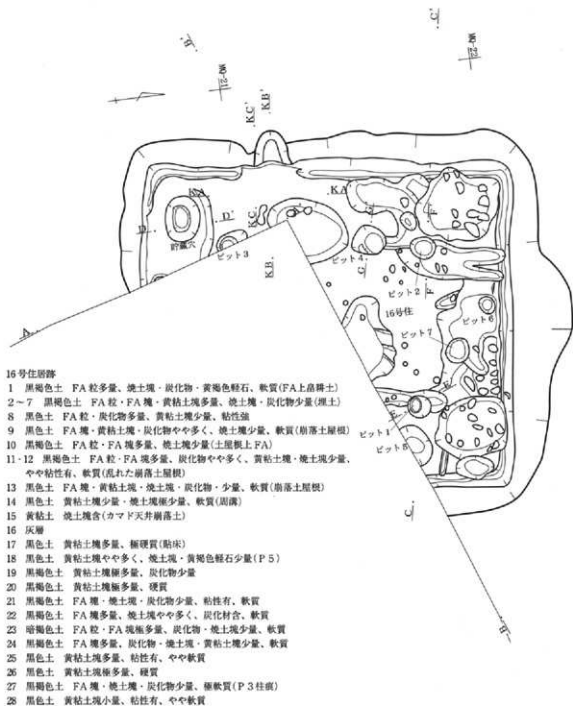 C'
B'
WQ-21
WQ-22
KC'
KB'
KA
KA'
D
D'
KC
貯蔵穴
ピット3
KB
ピット4
G
G'
F'
ピット2
F
16号住
ピット6
ピット7
E'
E
ピット1
ピット5
A
C
B
16号住居跡
1 黒褐色土 FA粒多量、焼土塊・炭化物・黄褐色軽石、軟質(FA上畠耕土)
2〜7 黒褐色土 FA粒・FA塊・黄粘土塊多量、焼土塊・炭化物少量(埋土)
8 黒色土 FA粒・炭化物多量、黄粘土塊少量、粘性強
9 黒色土 FA塊・黄粘土塊・炭化物やや多く、焼土塊少量、軟質(崩落土屋根)
10 黒褐色土 FA粒・FA塊多量、焼土塊少量(土屋根上FA)
11・12 黒褐色土 FA粒・FA塊多量、炭化物やや多く、黄粘土塊・焼土塊少量、
やや粘性有、軟質(乱れた崩落土屋根)
13 黒色土 FA塊・黄粘土塊・焼土塊・炭化物・少量、軟質(崩落土屋根)
14 黒色土 黄粘土塊少量・焼土塊極少量、軟質(周溝)
15 黄粘土 焼土塊含(カマド天井崩落土)
16 灰層
17 黒色土 黄粘土塊多量、極硬質(貼床)
18 黒色土 黄粘土塊やや多く、焼土塊・黄褐色軽石少量(P5)
19 黒褐色土 黄粘土塊極多量、炭化物少量
20 黒褐色土 黄粘土塊極多量、硬質
21 黒褐色土 FA塊・焼土塊・炭化物少量、粘性有、軟質
22 黒褐色土 FA塊多量、焼土塊やや多く、炭化材含、軟質
23 暗褐色土 FA粒・FA塊極多量、炭化物・焼土塊少量、軟質
24 黒褐色土 FA塊多量、炭化物・焼土塊・黄粘土塊少量、軟質
25 黒色土 黄粘土塊多量、粘性有、やや軟質
26 黒色土 黄粘土塊極多量、硬質
27 黒褐色土 FA塊・焼土塊・炭化物少量、極軟質(P3柱痕)
28 黒色土 黄粘土塊小量、粘性有、やや軟質